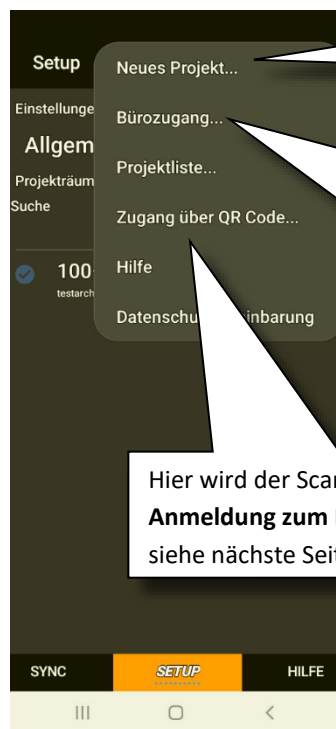 Setup
Neues Projekt...
Einstellunge
Bürozugang...
Allgem
Projektliste...
Projekträum
Suche
Zugang über QR Code...
100
testarch
Hilfe
Datenschu inbarung
Hier wird der Scar
Anmeldung zum
siehe nächste Seit
SYNC
SETUP
HILFE